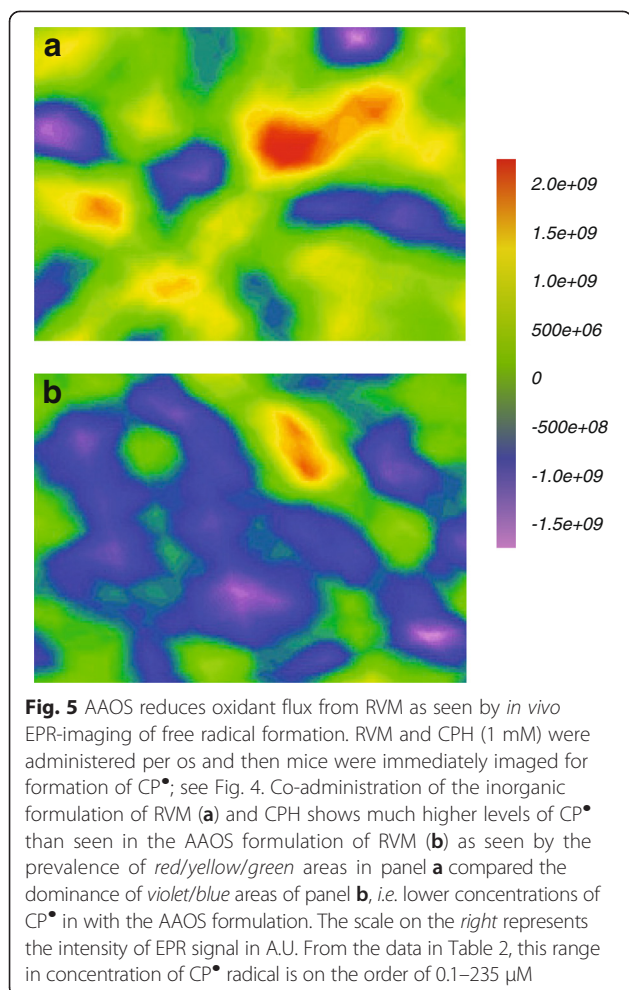 a
2.0e+09
1.5e+09
1.0e+09
500e+06
0
-500e+08
-1.0e+09
-1.5e+09
b
Fig. 5 AAOS reduces oxidant flux from RVM as seen by in vivo
EPR-imaging of free radical formation. RVM and CPH (1 mM) were
administered per os and then mice were immediately imaged for
formation of CP•; see Fig. 4. Co-administration of the inorganic
formulation of RVM (a) and CPH shows much higher levels of CP•
than seen in the AAOS formulation of RVM (b) as seen by the
prevalence of red/yellow/green areas in panel a compared the
dominance of violet/blue areas of panel b, i.e. lower concentrations of
CP• in with the AAOS formulation. The scale on the right represents
the intensity of EPR signal in A.U. From the data in Table 2, this range
in concentration of CP• radical is on the order of 0.1–235 μM